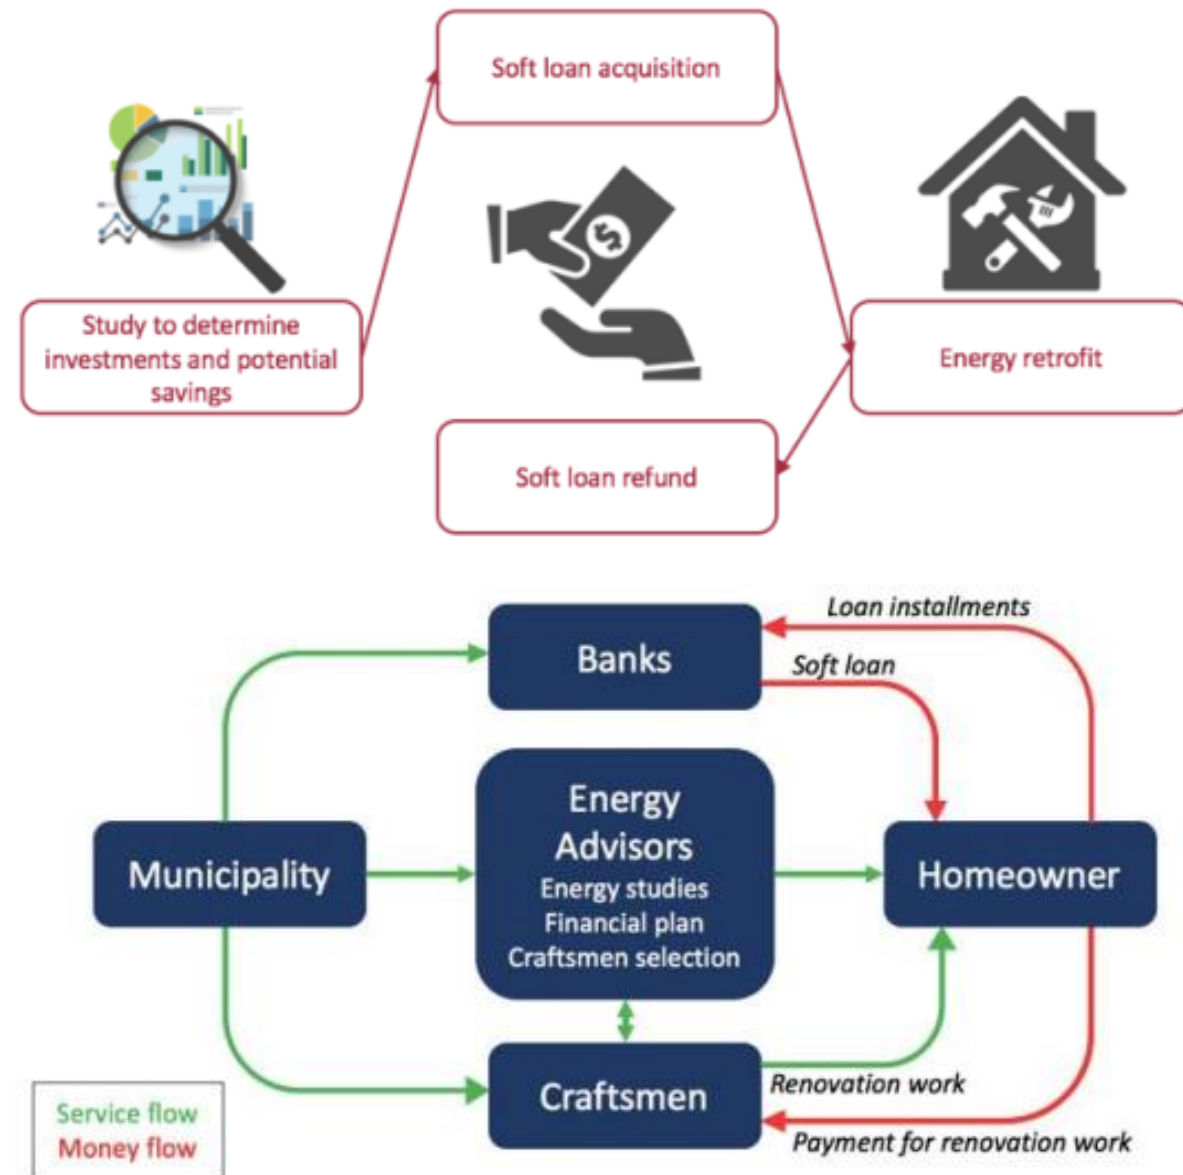 Soft loan acquisition
Study to determine
investments and potential
savings
Energy retrofit
Soft loan refund
Loan installments
Banks
Soft loan
Energy
Advisors
Energy studies
Financial plan
Craftsmen selection
Municipality
Homeowner
Craftsmen
Renovation work
Payment for renovation work
Service flow
Money flow
$